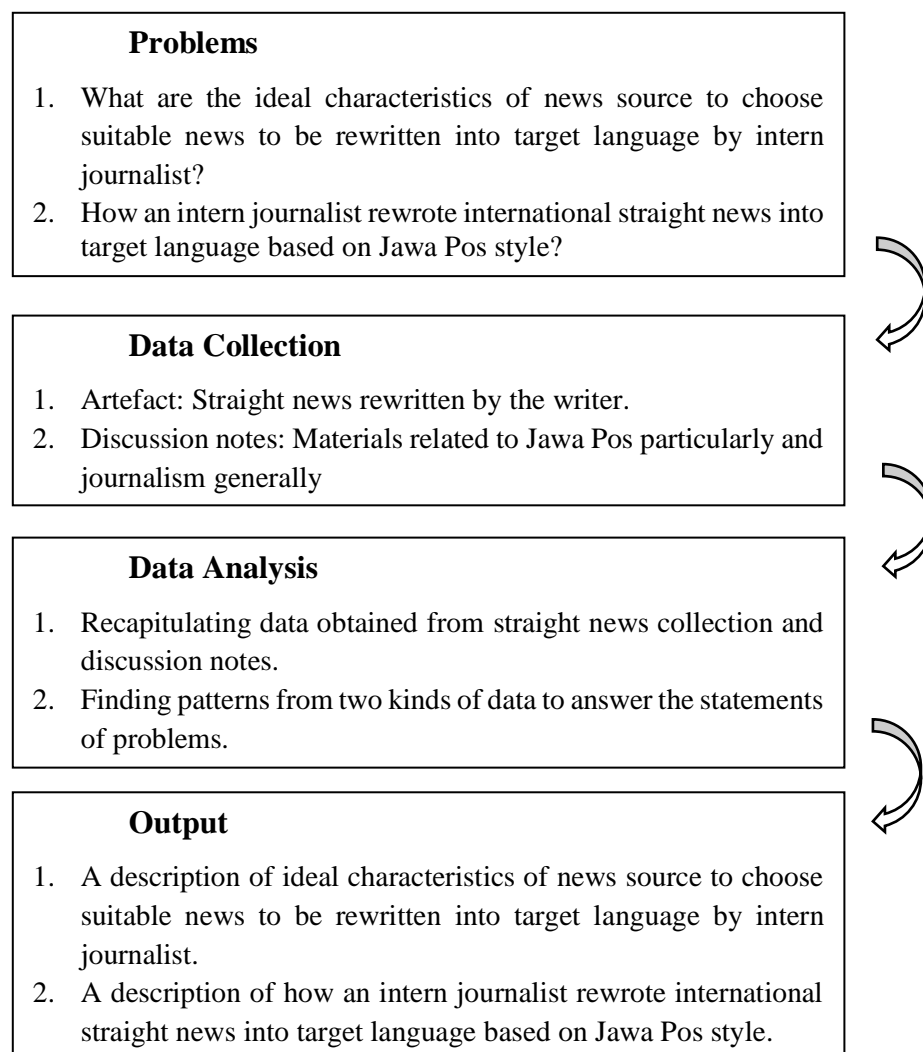 Problems
1. What are the ideal characteristics of news source to choose
suitable news to be rewritten into target language by intern
journalist?
2. How an intern journalist rewrote international straight news into
target language based on Jawa Pos style?
Data Collection
1. Artefact: Straight news rewritten by the writer.
2. Discussion notes: Materials related to Jawa Pos particularly and
journalism generally
Data Analysis
1. Recapitulating data obtained from straight news collection and
discussion notes.
2. Finding patterns from two kinds of data to answer the statements
of problems.
Output
1. A description of ideal characteristics of news source to choose
suitable news to be rewritten into target language by intern
journalist.
2. A description of how an intern journalist rewrote international
straight news into target language based on Jawa Pos style.